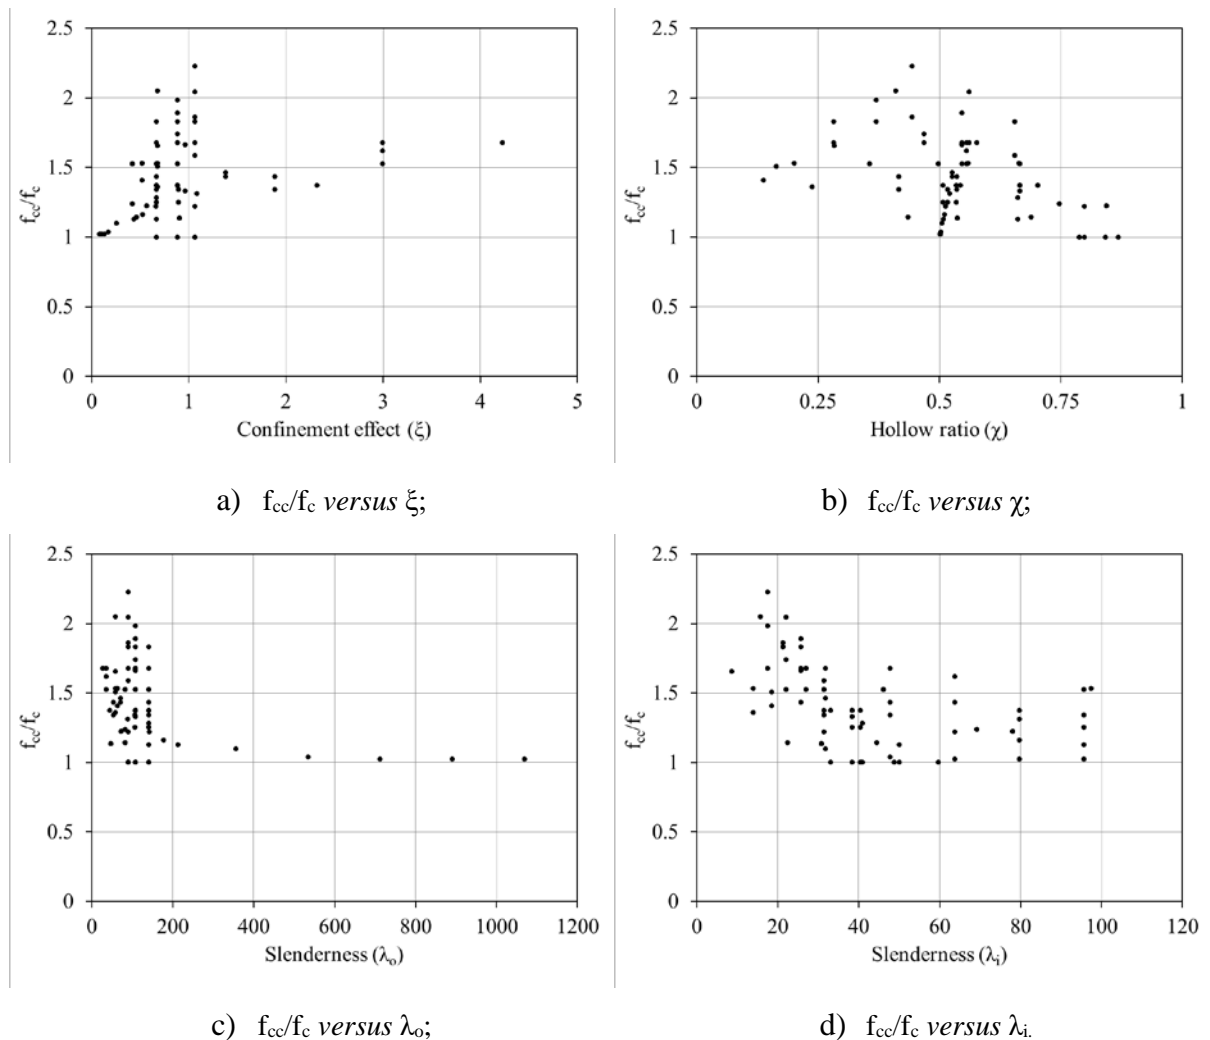 2.5
2
1.5
1
0.5
0
fcc/fc
0 1 2 3 4 5
Confinement effect (ξ)
a) fcc/fc versus ξ;
2.5
2
1.5
1
0.5
0
fcc/fc
0 0.25 0.5 0.75 1
Hollow ratio (χ)
b) fcc/fc versus χ;
2.5
2
1.5
1
0.5
0
fcc/fc
0 200 400 600 800 1000 1200
Slenderness (λo)
c) fcc/fc versus λo;
2.5
2
1.5
1
0.5
0
fcc/fc
0 20 40 60 80 100 120
Slenderness (λi)
d) fcc/fc versus λi.